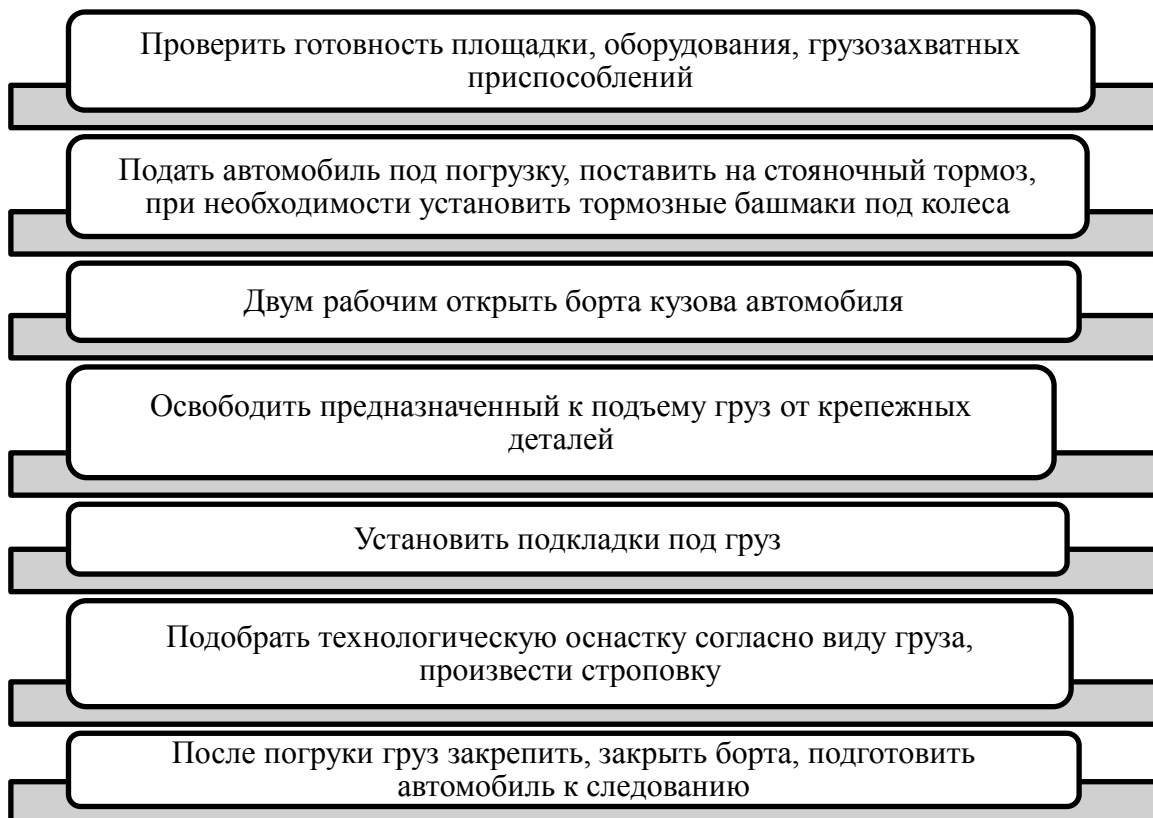 Проверить готовность площадки, оборудования, грузозахватных
приспособлений
Подать автомобиль под погрузку, поставить на стояночный тормоз,
при необходимости установить тормозные башмаки под колеса
Двум рабочим открыть борта кузова автомобиля
Освободить предназначенный к подъему груз от крепежных
деталей
Установить подкладки под груз
Подобрать технологическую оснастку согласно виду груза,
произвести строповку
После погруки груз закрепить, закрыть борта, подготовить
автомобиль к следованию